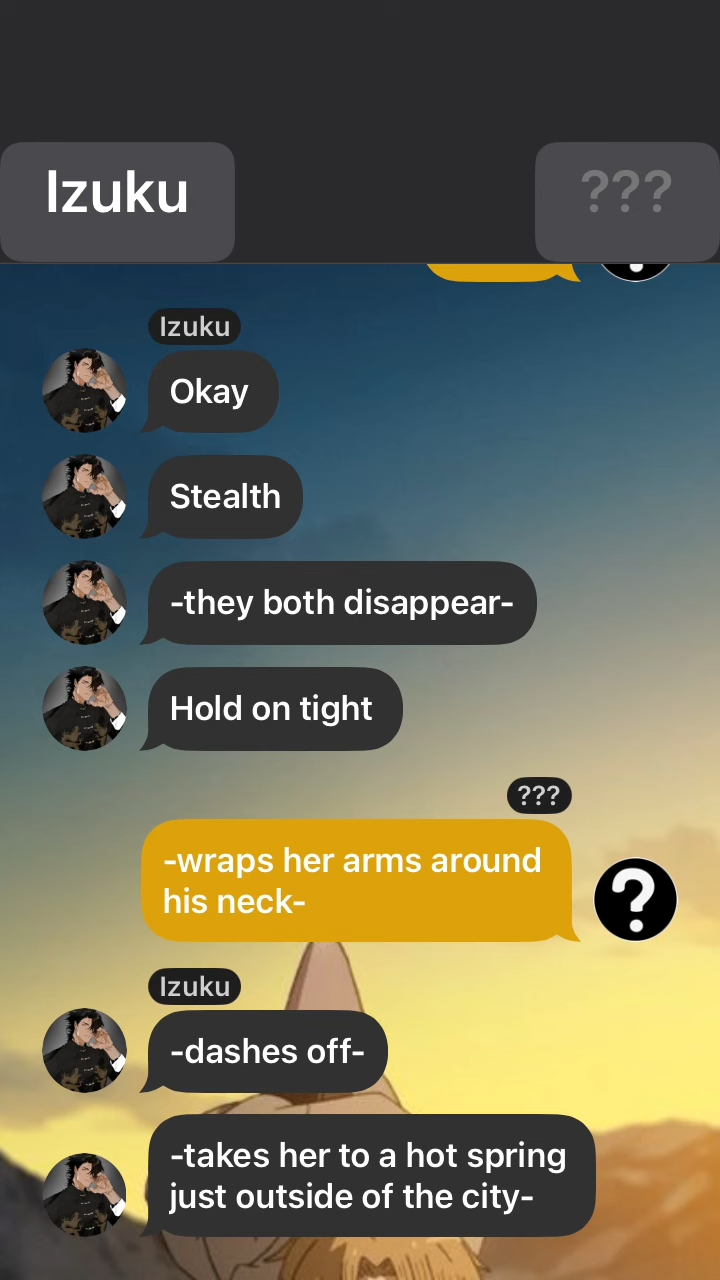 Izuku
???
Izuku
Okay
Stealth
-they both disappear-
Hold on tight
???
-wraps her arms around
his neck-
?
Izuku
-dashes off-
-takes her to a hot spring
just outside of the city-